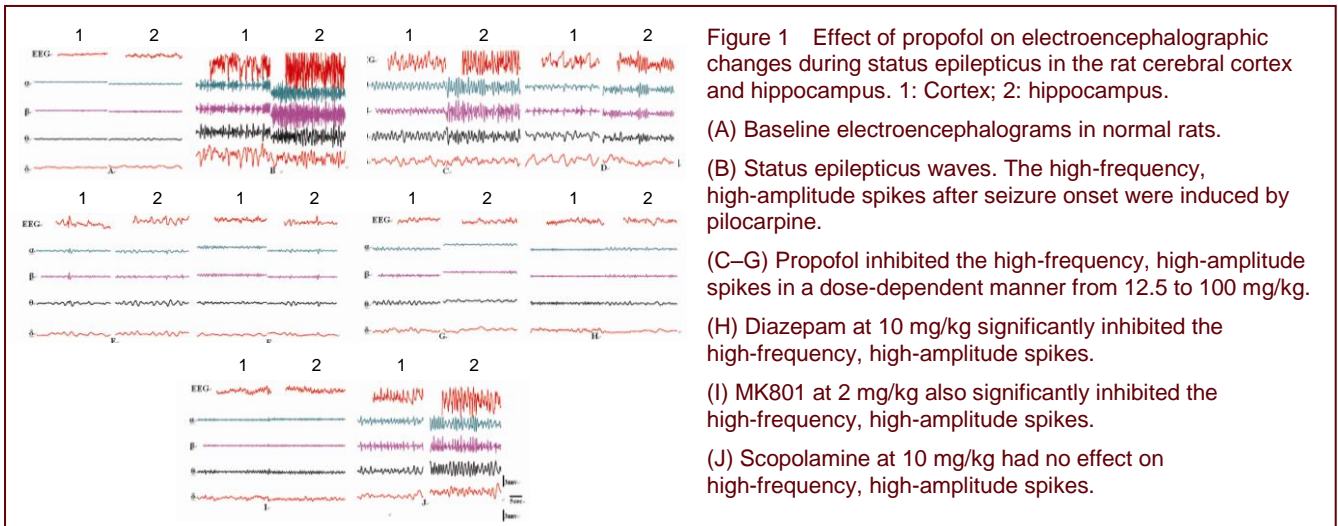 1 2 1 2 1 2 1 2
EEG
α
β
θ
δ
A B C D
1 2 1 2 1 2 1 2
EEG EEG
α α
β β
θ θ
δ δ
E F G H
1 2 1 2
EEG
α
β
θ
δ
I J
Figure 1 Effect of propofol on electroencephalographic
changes during status epilepticus in the rat cerebral cortex
and hippocampus. 1: Cortex; 2: hippocampus.
(A) Baseline electroencephalograms in normal rats.
(B) Status epilepticus waves. The high-frequency,
high-amplitude spikes after seizure onset were induced by
pilocarpine.
(C–G) Propofol inhibited the high-frequency, high-amplitude
spikes in a dose-dependent manner from 12.5 to 100 mg/kg.
(H) Diazepam at 10 mg/kg significantly inhibited the
high-frequency, high-amplitude spikes.
(I) MK801 at 2 mg/kg also significantly inhibited the
high-frequency, high-amplitude spikes.
(J) Scopolamine at 10 mg/kg had no effect on
high-frequency, high-amplitude spikes.